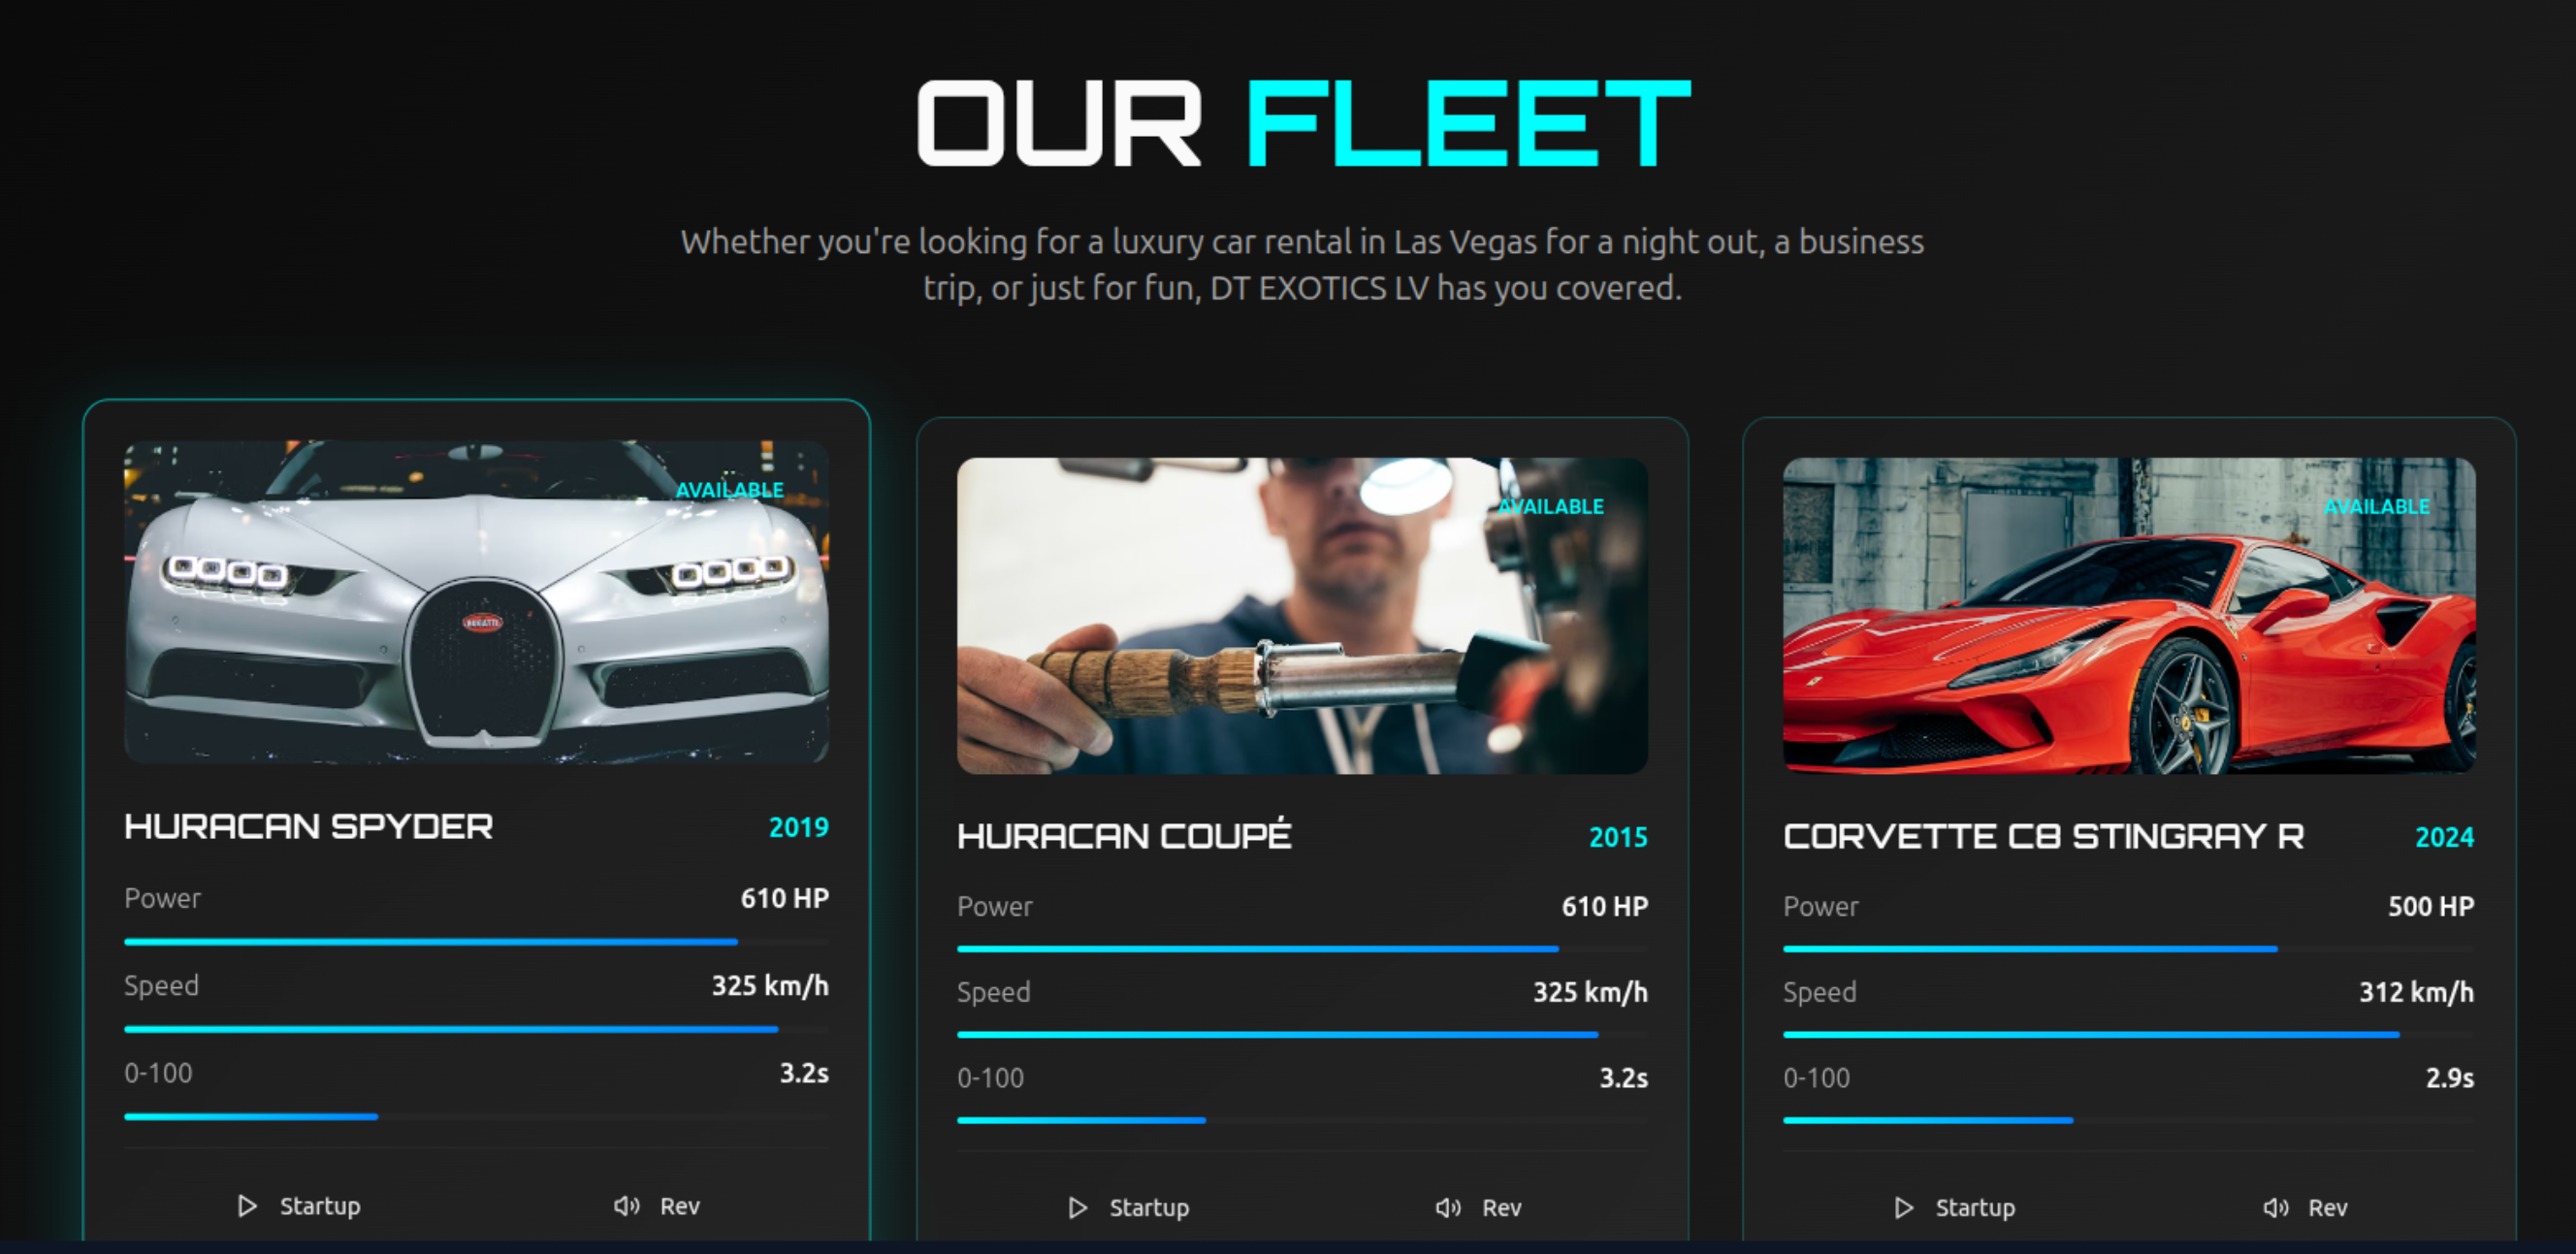 OUR FLEET
Whether you're looking for a luxury car rental in Las Vegas for a night out, a business
trip, or just for fun, DT EXOTICS LV has you covered.
AVAILABLE
BUGATTI
HURACAN SPYDER 2019
Power 610 HP
Speed 325 km/h
0-100 3.2s
Startup Rev
AVAILABLE
HURACAN COUPÉ 2015
Power 610 HP
Speed 325 km/h
0-100 3.2s
Startup Rev
AVAILABLE
CORVETTE C8 STINGRAY R 2024
Power 500 HP
Speed 312 km/h
0-100 2.9s
Startup Rev